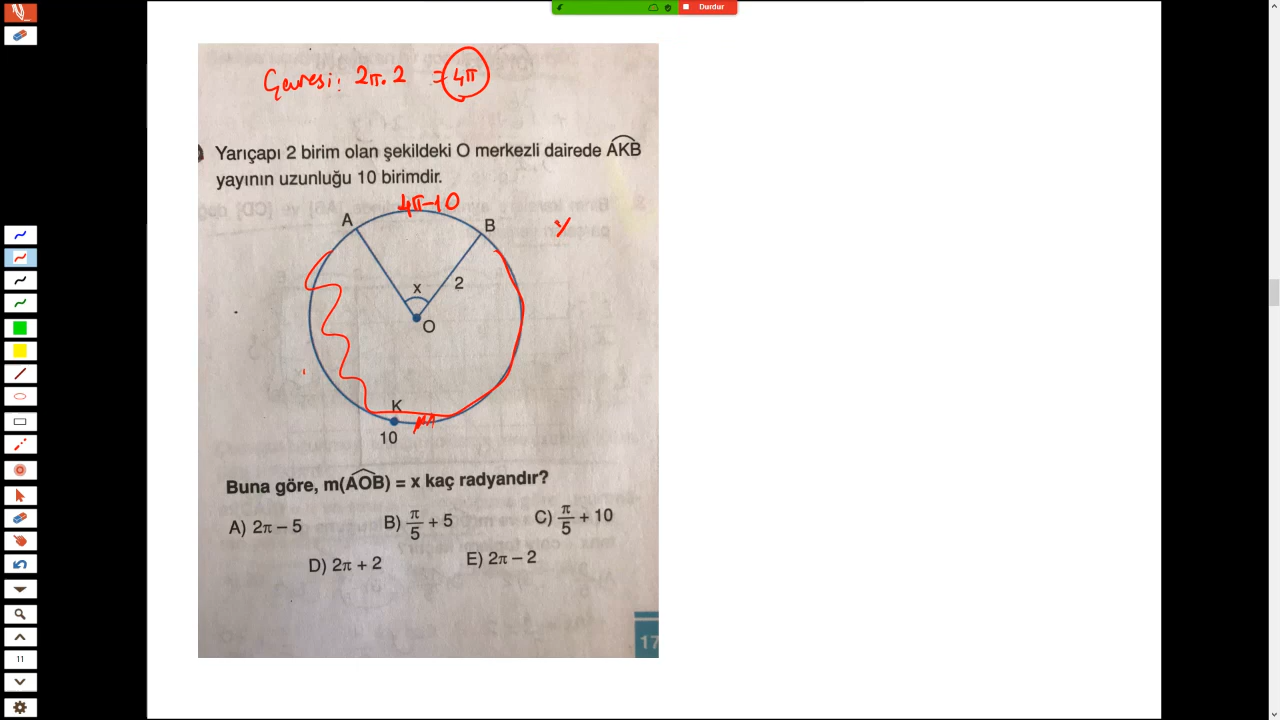 Durdur
Çevresi: 2π.2 = 4π
Yarıçapı 2 birim olan şekildeki O merkezli dairede AKB
yayının uzunluğu 10 birimdir.
4π-10
A
B
x
2
O
K
10
Buna göre, m(AOB) = x kaç radyandır?
A) 2π – 5 B) π/5 + 5 C) π/5 + 10
D) 2π + 2 E) 2π – 2
17
11